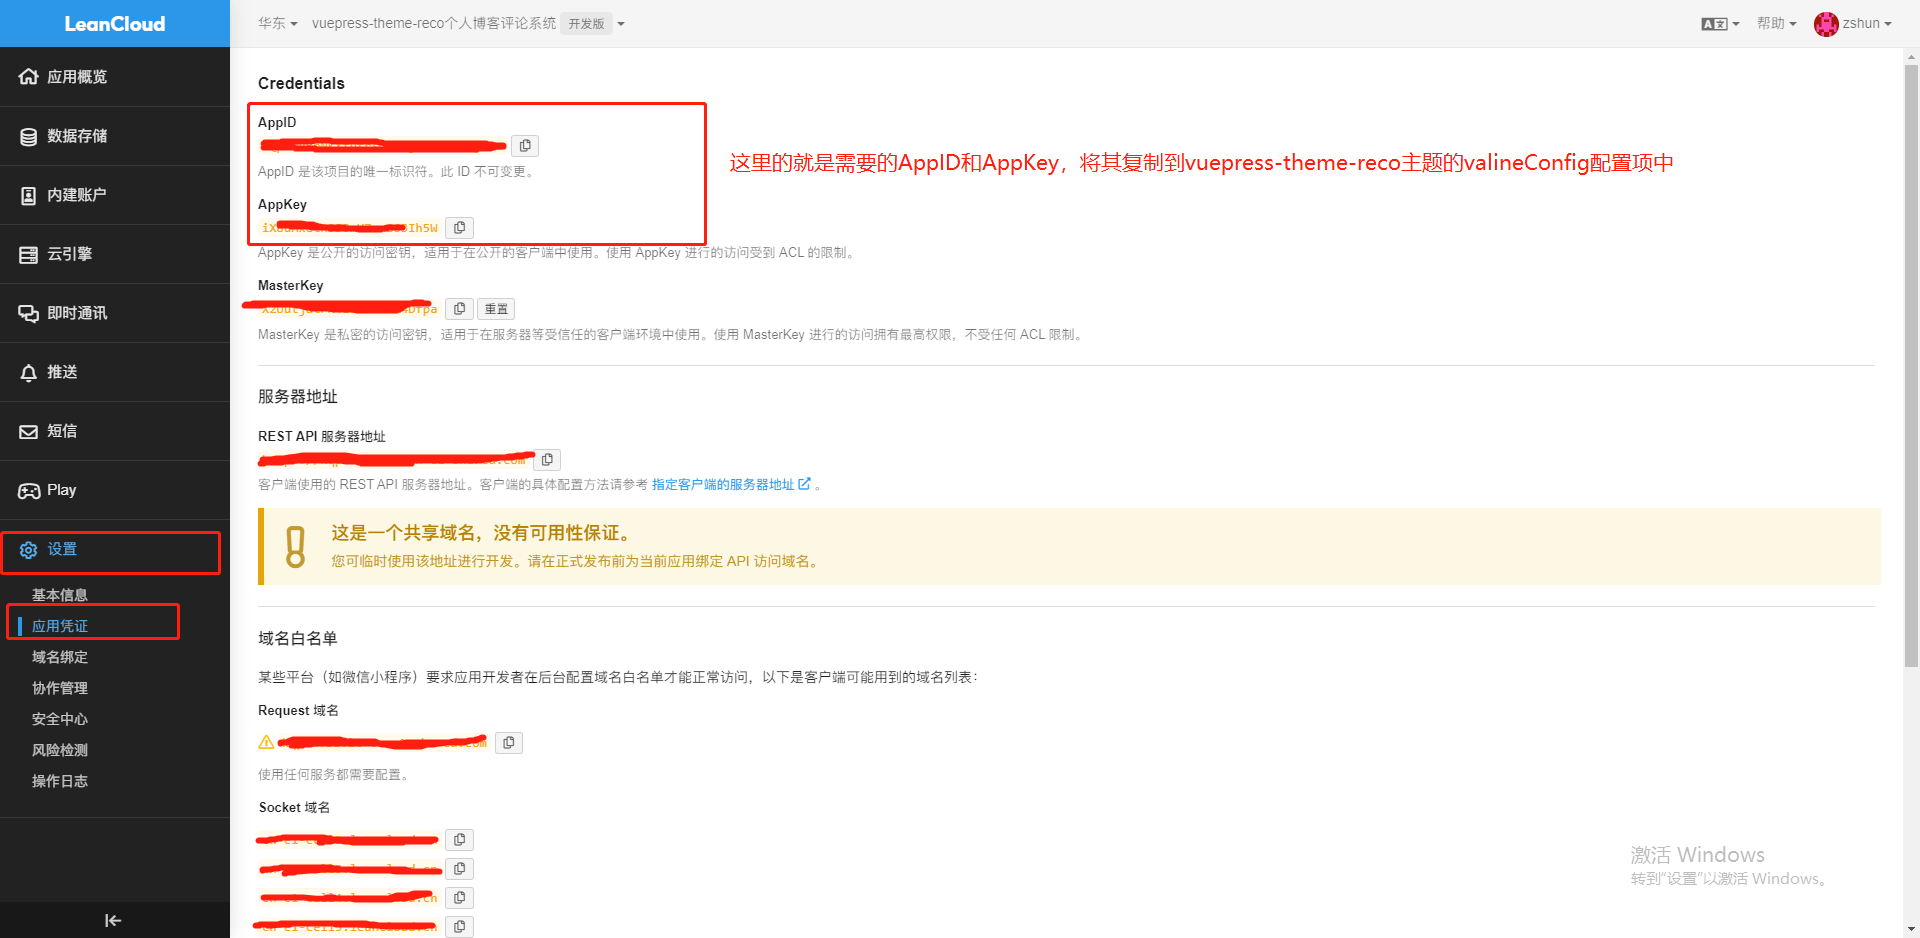 LeanCloud
华东
vuepress-theme-reco个人博客评论系统 开发版
帮助
zshun
应用概览
数据存储
内建账户
云引擎
即时通讯
推送
短信
Play
设置
基本信息
应用凭证
域名绑定
协作管理
安全中心
风险检测
操作日志
Credentials
AppID
AppID 是该项目的唯一标识符。此 ID 不可变更。
这里的就是需要的AppID和AppKey，将其复制到vuepress-theme-reco主题的valineConfig配置项中
AppKey
AppKey 是公开的访问密钥，适用于在公开的客户端中使用。使用 AppKey 进行的访问受到 ACL 的限制。
MasterKey
重置
MasterKey 是私密的访问密钥，适用于在服务器等受信任的客户端环境中使用。使用 MasterKey 进行的访问拥有最高权限，不受任何 ACL 限制。
服务器地址
REST API 服务器地址
客户端使用的 REST API 服务器地址。客户端的具体配置方法请参考 指定客户端的服务器地址 。
这是一个共享域名，没有可用性保证。
您可临时使用该地址进行开发。请在正式发布前为当前应用绑定 API 访问域名。
域名白名单
某些平台（如微信小程序）要求应用开发者在后台配置域名白名单才能正常访问，以下是客户端可能用到的域名列表：
Request 域名
使用任何服务都需要配置。
Socket 域名
激活 Windows
转到“设置”以激活 Windows。